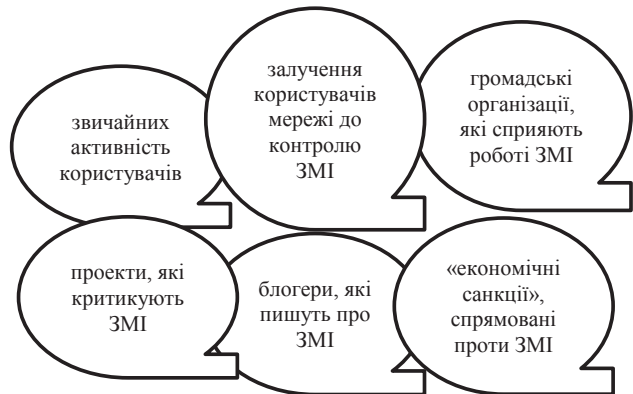 звичайних
активність
користувачів
залучення
користувачів
мережі до
контролю
ЗМІ
громадські
організації,
які сприяють
роботі ЗМІ
проекти, які
критикують
ЗМІ
блогери, які
пишуть про
ЗМІ
«економічні
санкції»,
спрямовані
проти ЗМІ